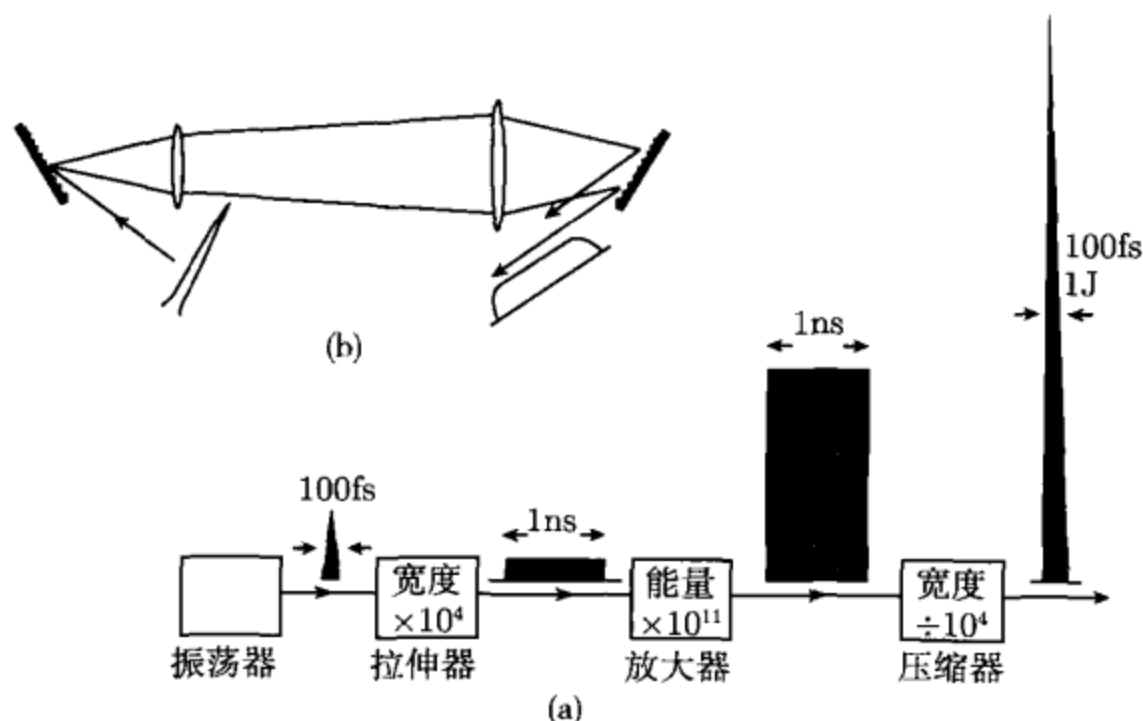 (b)
100fs
1J
1ns
100fs
1ns
宽度
×10⁴
能量
×10¹¹
宽度
÷10⁴
振荡器
拉伸器
放大器
压缩器
(a)